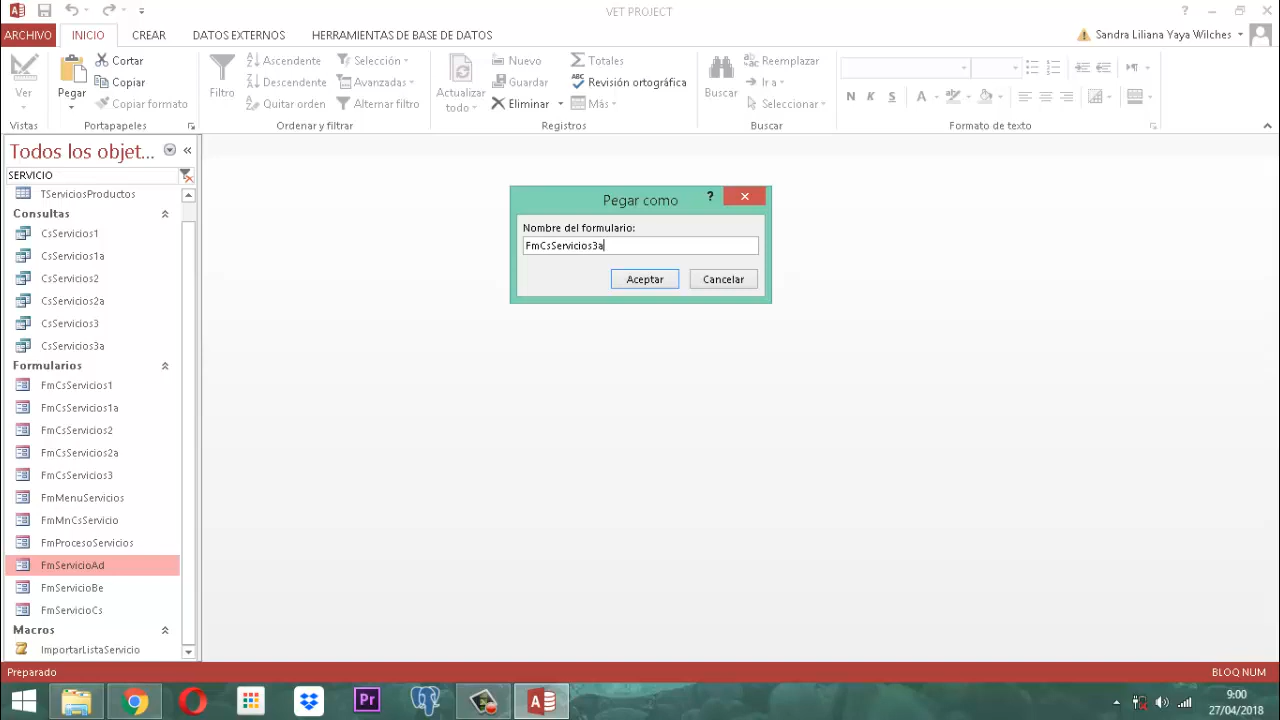 VET PROJECT
?
ARCHIVO INICIO CREAR DATOS EXTERNOS HERRAMIENTAS DE BASE DE DATOS Sandra Liliana Yaya Wilches
Ver
Vistas
Pegar
Cortar
Copiar
Copiar formato
Portapapeles
Filtro
Ascendente
Descendente
Quitar orden
Selección
Avanzadas
Alternar filtro
Ordenar y filtrar
Actualizar
todo
Nuevo
Guardar
Eliminar
Totales
ABC
Revisión ortográfica
Más
Registros
Buscar
Reemplazar
Ir a
Seleccionar
Buscar
N K S A
Formato de texto
Todos los objet...
SERVICIO
TServiciosProductos
Consultas
CsServicios1
CsServicios1a
CsServicios2
CsServicios2a
CsServicios3
CsServicios3a
Formularios
FmCsServicios1
FmCsServicios1a
FmCsServicios2
FmCsServicios2a
FmCsServicios3
FmMenuServicios
FmMnCsServicio
FmProcesoServicios
FmServicioAd
FmServicioBe
FmServicioCs
Macros
ImportarListaServicio
Pegar como
?
Nombre del formulario:
FmCsServicios3a
Aceptar Cancelar
Preparado
BLOQ NUM
Pr
9:00
27/04/2018